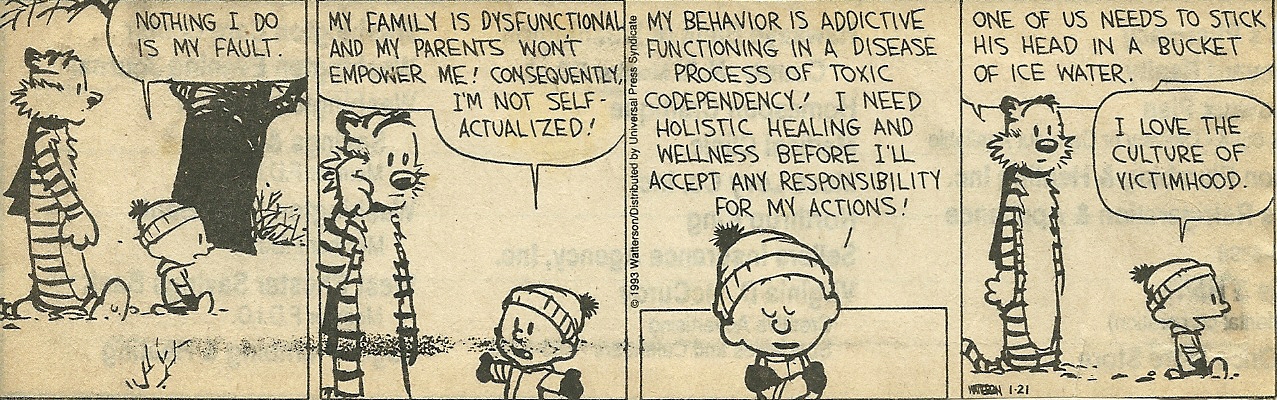 NOTHING I DO
IS MY FAULT.
MY FAMILY IS DYSFUNCTIONAL
AND MY PARENTS WON'T
EMPOWER ME! CONSEQUENTLY,
I'M NOT SELF-
ACTUALIZED!
© 1993 Watterson/Distributed by Universal Press Syndicate
MY BEHAVIOR IS ADDICTIVE
FUNCTIONING IN A DISEASE
PROCESS OF TOXIC
CODEPENDENCY! I NEED
HOLISTIC HEALING AND
WELLNESS BEFORE I'LL
ACCEPT ANY RESPONSIBILITY
FOR MY ACTIONS!
ONE OF US NEEDS TO STICK
HIS HEAD IN A BUCKET
OF ICE WATER.
I LOVE THE
CULTURE OF
VICTIMHOOD.
WATTERSON 1-21